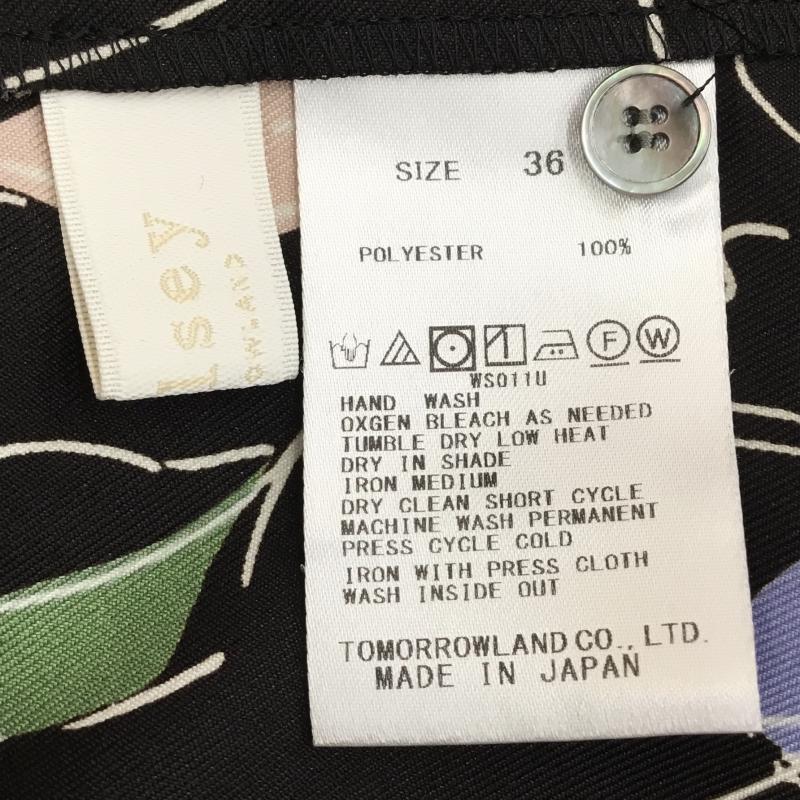 SIZE 36
POLYESTER 100%
F W
WS011U
HAND WASH
OXGEN BLEACH AS NEEDED
TUMBLE DRY LOW HEAT
DRY IN SHADE
IRON MEDIUM
DRY CLEAN SHORT CYCLE
MACHINE WASH PERMANENT
PRESS CYCLE COLD
IRON WITH PRESS CLOTH
WASH INSIDE OUT
TOMORROWLAND CO., LTD.
MADE IN JAPAN